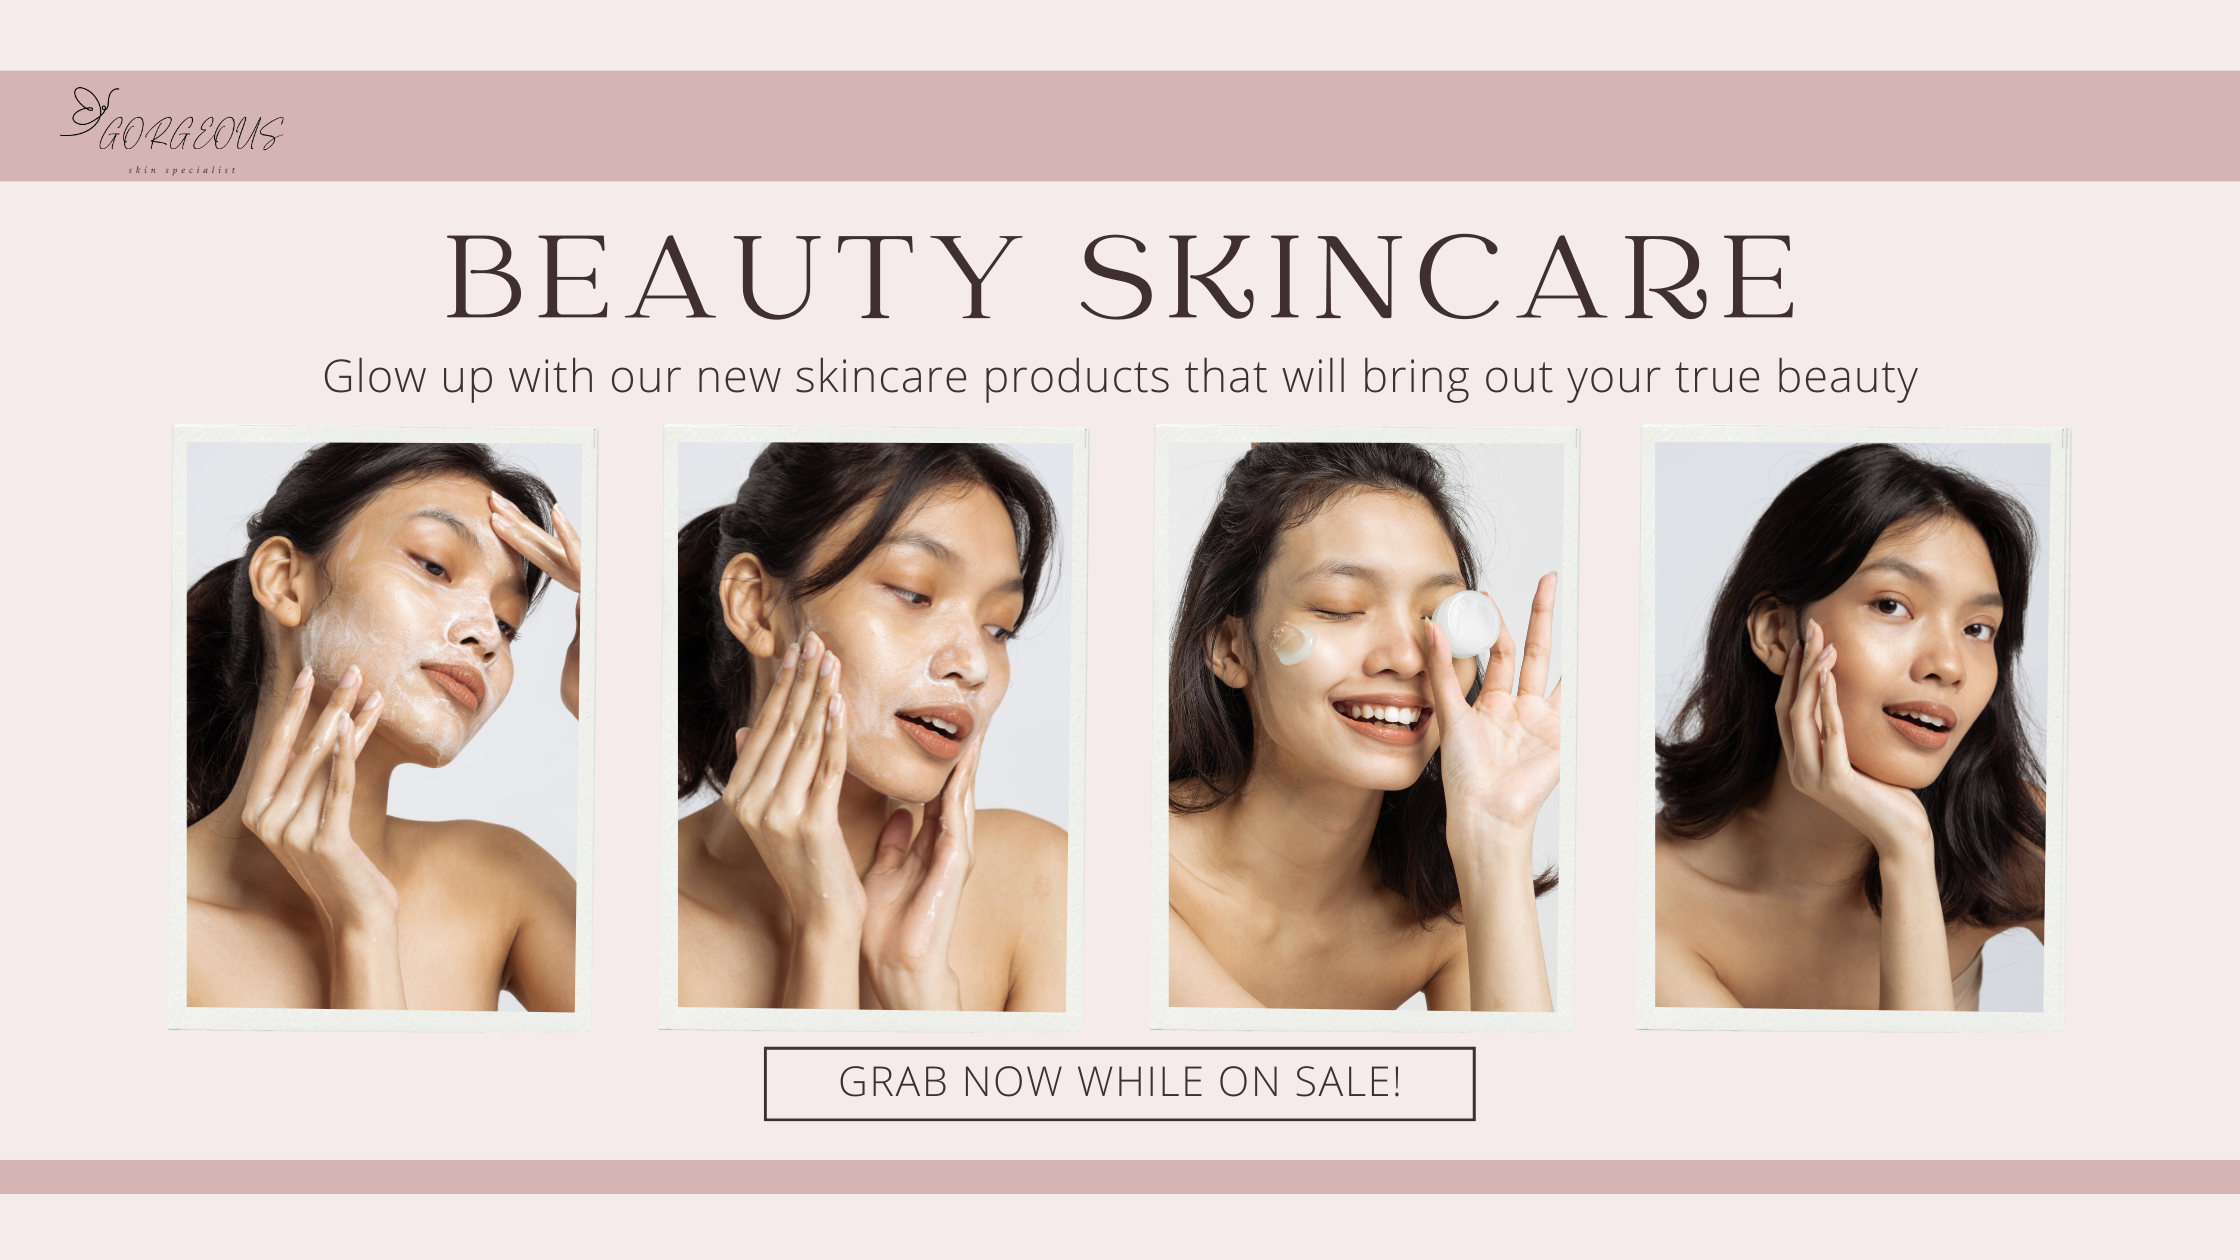 GORGEOUS
skin specialist
BEAUTY SKINCARE
Glow up with our new skincare products that will bring out your true beauty
GRAB NOW WHILE ON SALE!